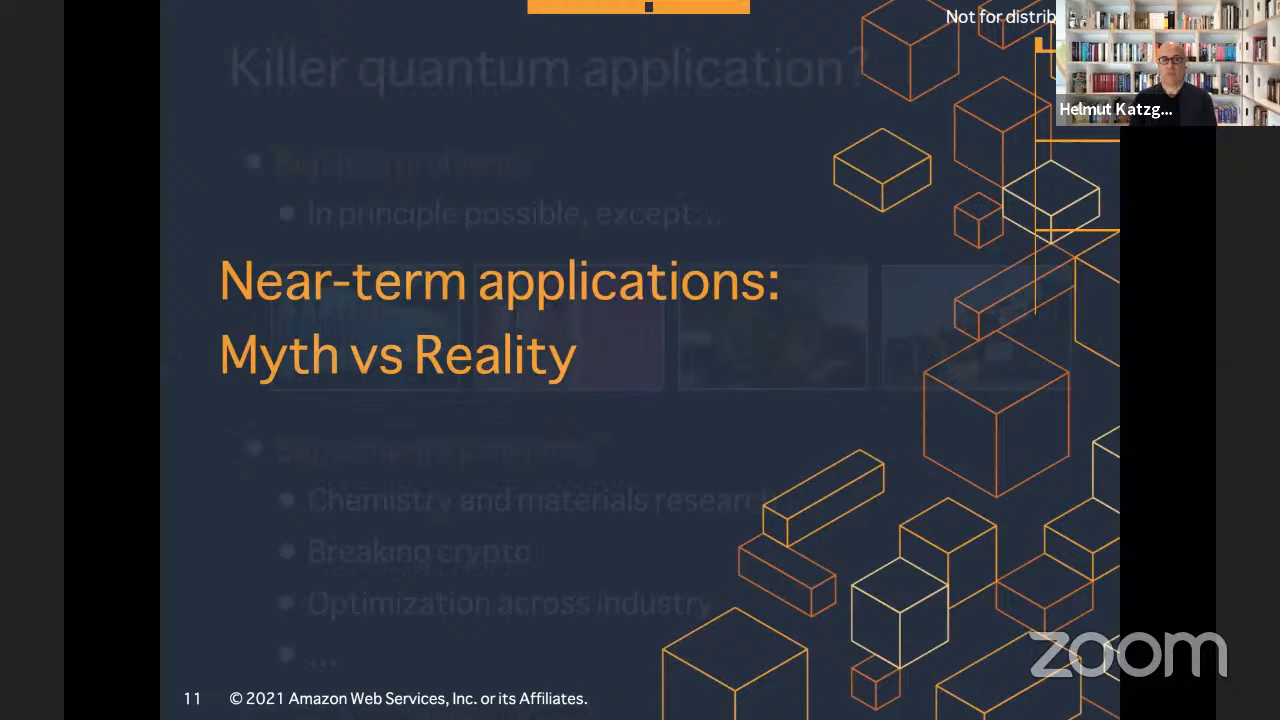 Not for distrib
Helmut Katzg...
Killer quantum application?
In principle possible, except...
Near-term applications:
Myth vs Reality
Chemistry and materials research
Breaking crypto
Optimization across industry
...
zoom
11
© 2021 Amazon Web Services, Inc. or its Affiliates.